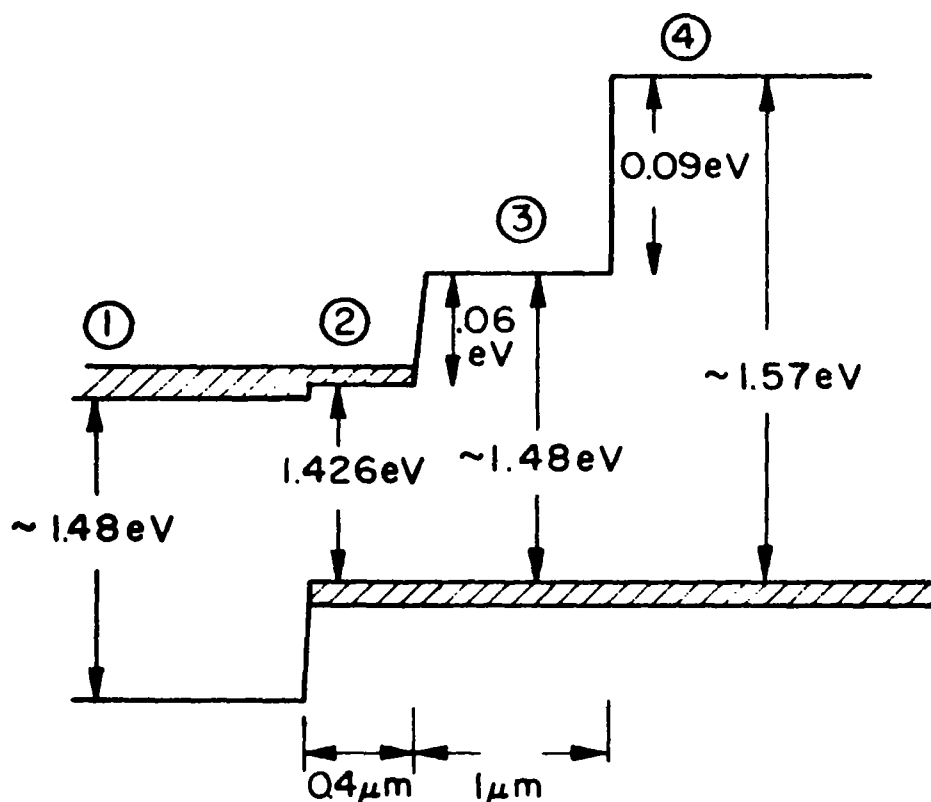 ④
0.09eV
③
①
②
.06
eV
~1.57eV
1.426eV
~1.48eV
~1.48eV
0.4μm
1μm